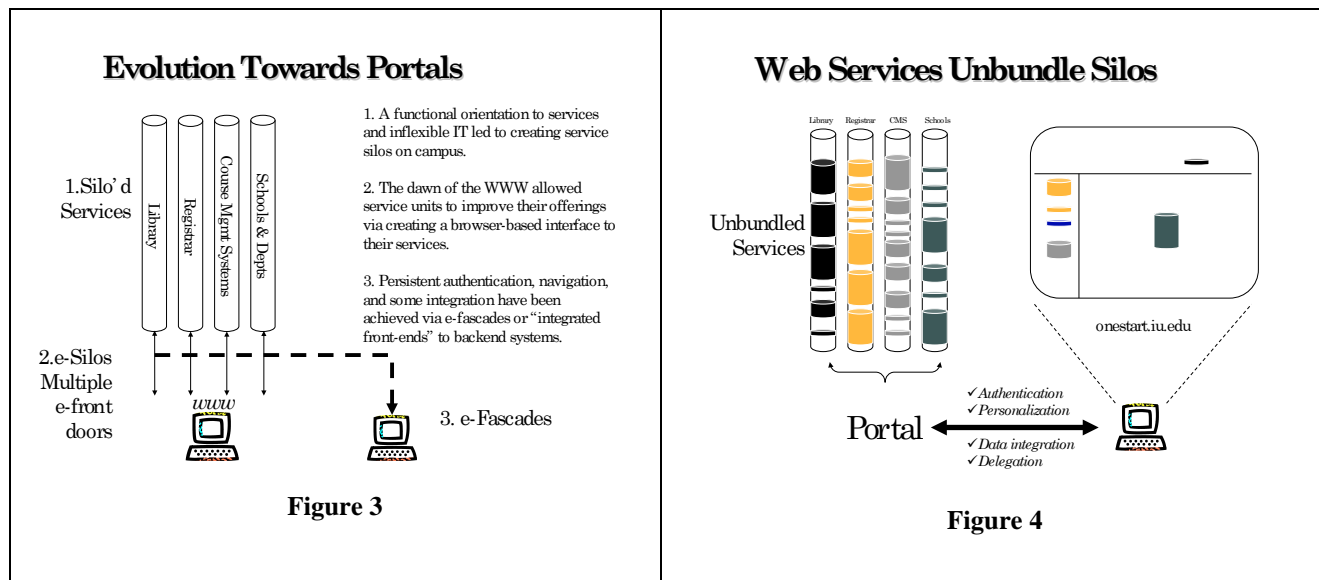 Evolution Towards Portals
1.Silo'd
Services
Library
Registrar
Course Mgmt Systems
Schools & Depts
1. A functional orientation to services
and inflexible IT led to creating service
silos on campus.
2. The dawn of the WWW allowed
service units to improve their offerings
via creating a browser-based interface to
their services.
3. Persistent authentication, navigation,
and some integration have been
achieved via e-fascades or “integrated
front-ends” to backend systems.
2.e-Silos
Multiple
e-front
doors
www
3. e-Fascades
Figure 3
Web Services Unbundle Silos
Library Registrar CMS Schools
Unbundled
Services
onestart.iu.edu
Portal
✓Authentication
✓Personalization
✓Data integration
✓Delegation
Figure 4